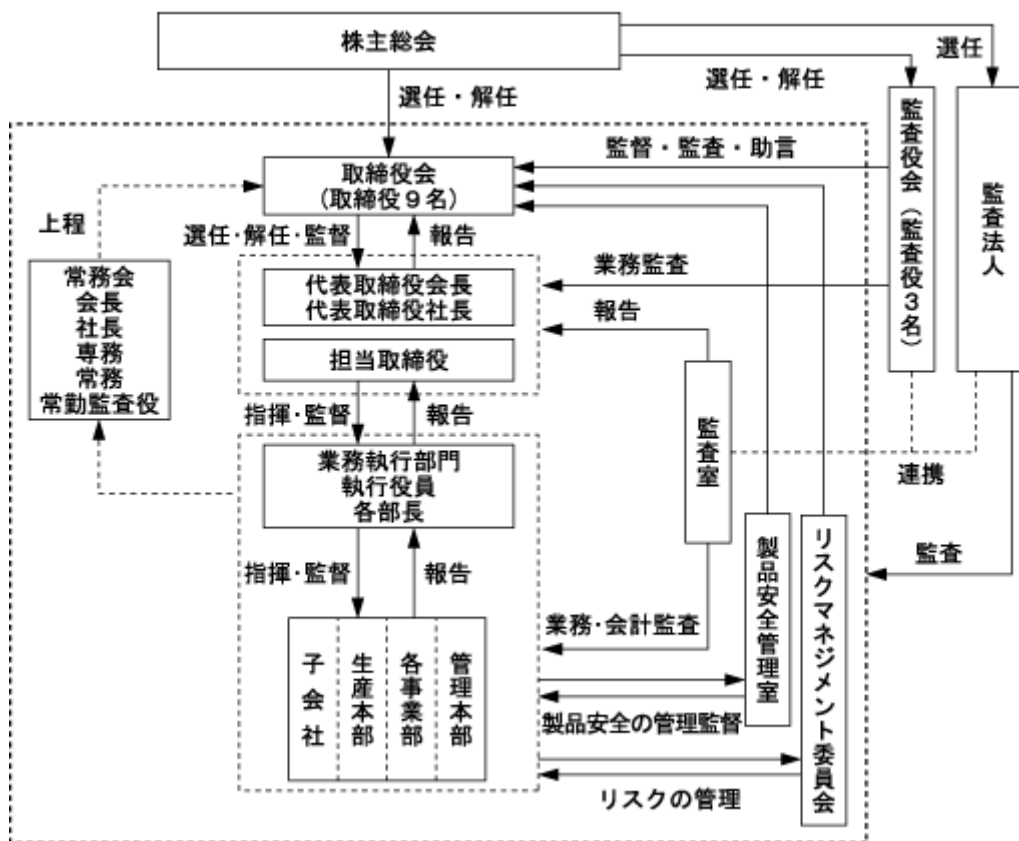 株主総会
選任
選任・解任
選任・解任
監査役会（監査役３名）
監査法人
監督・監査・助言
取締役会
（取締役９名）
上程
選任・解任・監督
報告
業務監査
常務会
会長
社長
専務
常務
常勤監査役
代表取締役会長
代表取締役社長
報告
担当取締役
指揮・監督
報告
監査室
連携
業務執行部門
執行役員
各部長
製品安全管理室
リスクマネジメント委員会
監査
指揮・監督
報告
業務・会計監査
子会社
生産本部
各事業部
管理本部
製品安全の管理監督
リスクの管理